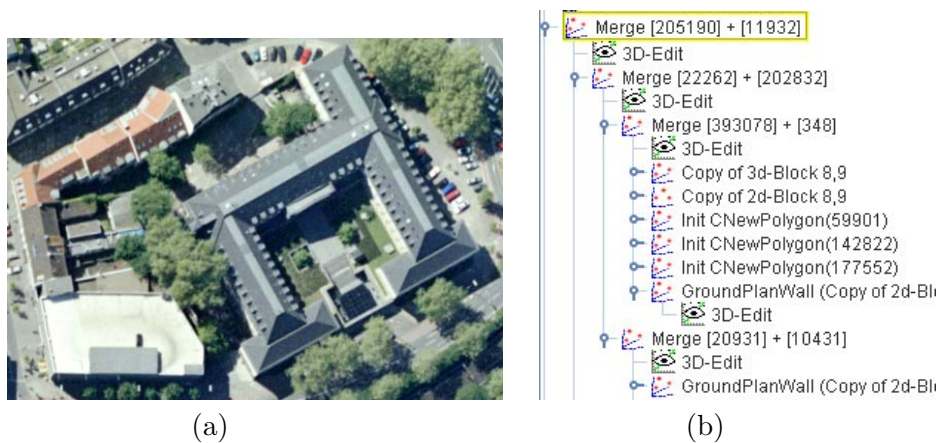 Merge [205190] + [11932]
3D-Edit
Merge [22262] + [202832]
3D-Edit
Merge [393078] + [348]
3D-Edit
Copy of 3d-Block 8,9
Copy of 2d-Block 8,9
Init CNewPolygon(59901)
Init CNewPolygon(142822)
Init CNewPolygon(177552)
GroundPlanWall (Copy of 2d-Blo
3D-Edit
Merge [20931] + [10431]
3D-Edit
GroundPlanWall (Copy of 2d-Blo
(a) (b)